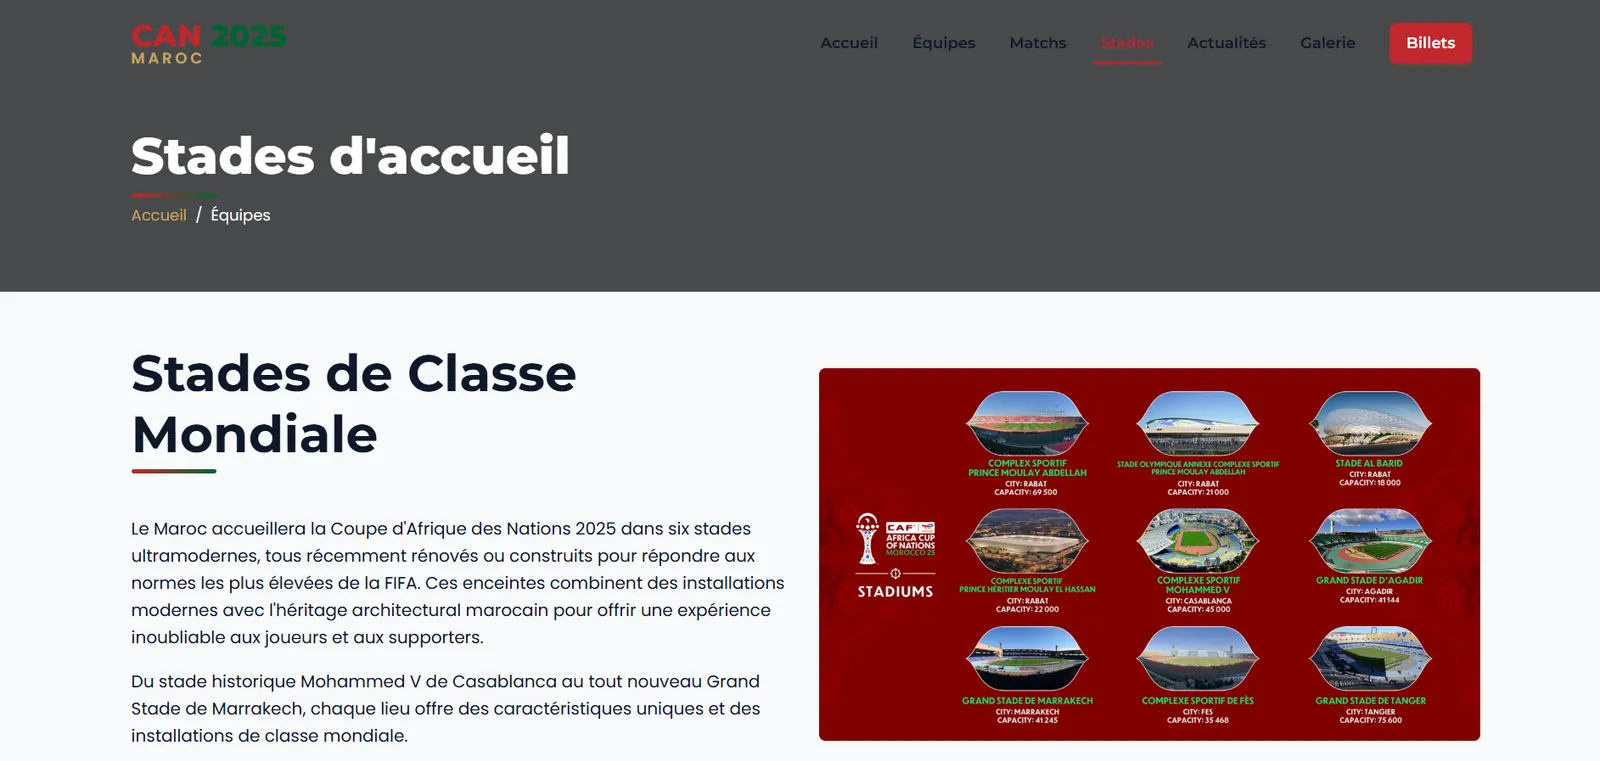 CAN 2025
MAROC
Accueil
Équipes
Matchs
Stades
Actualités
Galerie
Billets
Stades d'accueil
Accueil / Équipes
Stades de Classe
Mondiale
Le Maroc accueillera la Coupe d'Afrique des Nations 2025 dans six stades
ultramodernes, tous récemment rénovés ou construits pour répondre aux
normes les plus élevées de la FIFA. Ces enceintes combinent des installations
modernes avec l'héritage architectural marocain pour offrir une expérience
inoubliable aux joueurs et aux supporters.
Du stade historique Mohammed V de Casablanca au tout nouveau Grand
Stade de Marrakech, chaque lieu offre des caractéristiques uniques et des
installations de classe mondiale.
CAF
AFRICA CUP
OF NATIONS
MOROCCO 25
STADIUMS
COMPLEX SPORTIF
PRINCE MOULAY ABDELLAH
CITY: RABAT
CAPACITY: 69 500
STADE OLYMPIQUE ANNEXE COMPLEXE SPORTIF
PRINCE MOULAY ABDELLAH
CITY: RABAT
CAPACITY: 21 000
STADE AL BARID
CITY: RABAT
CAPACITY: 18 000
COMPLEXE SPORTIF
PRINCE HÉRITIER MOULAY EL HASSAN
CITY: RABAT
CAPACITY: 22 000
COMPLEXE SPORTIF
MOHAMMED V
CITY: CASABLANCA
CAPACITY: 45 000
GRAND STADE D'AGADIR
CITY: AGADIR
CAPACITY: 41 144
GRAND STADE DE MARRAKECH
CITY: MARRAKECH
CAPACITY: 41 245
COMPLEXE SPORTIF DE FÈS
CITY: FES
CAPACITY: 35 468
GRAND STADE DE TANGER
CITY: TANGIER
CAPACITY: 75 600